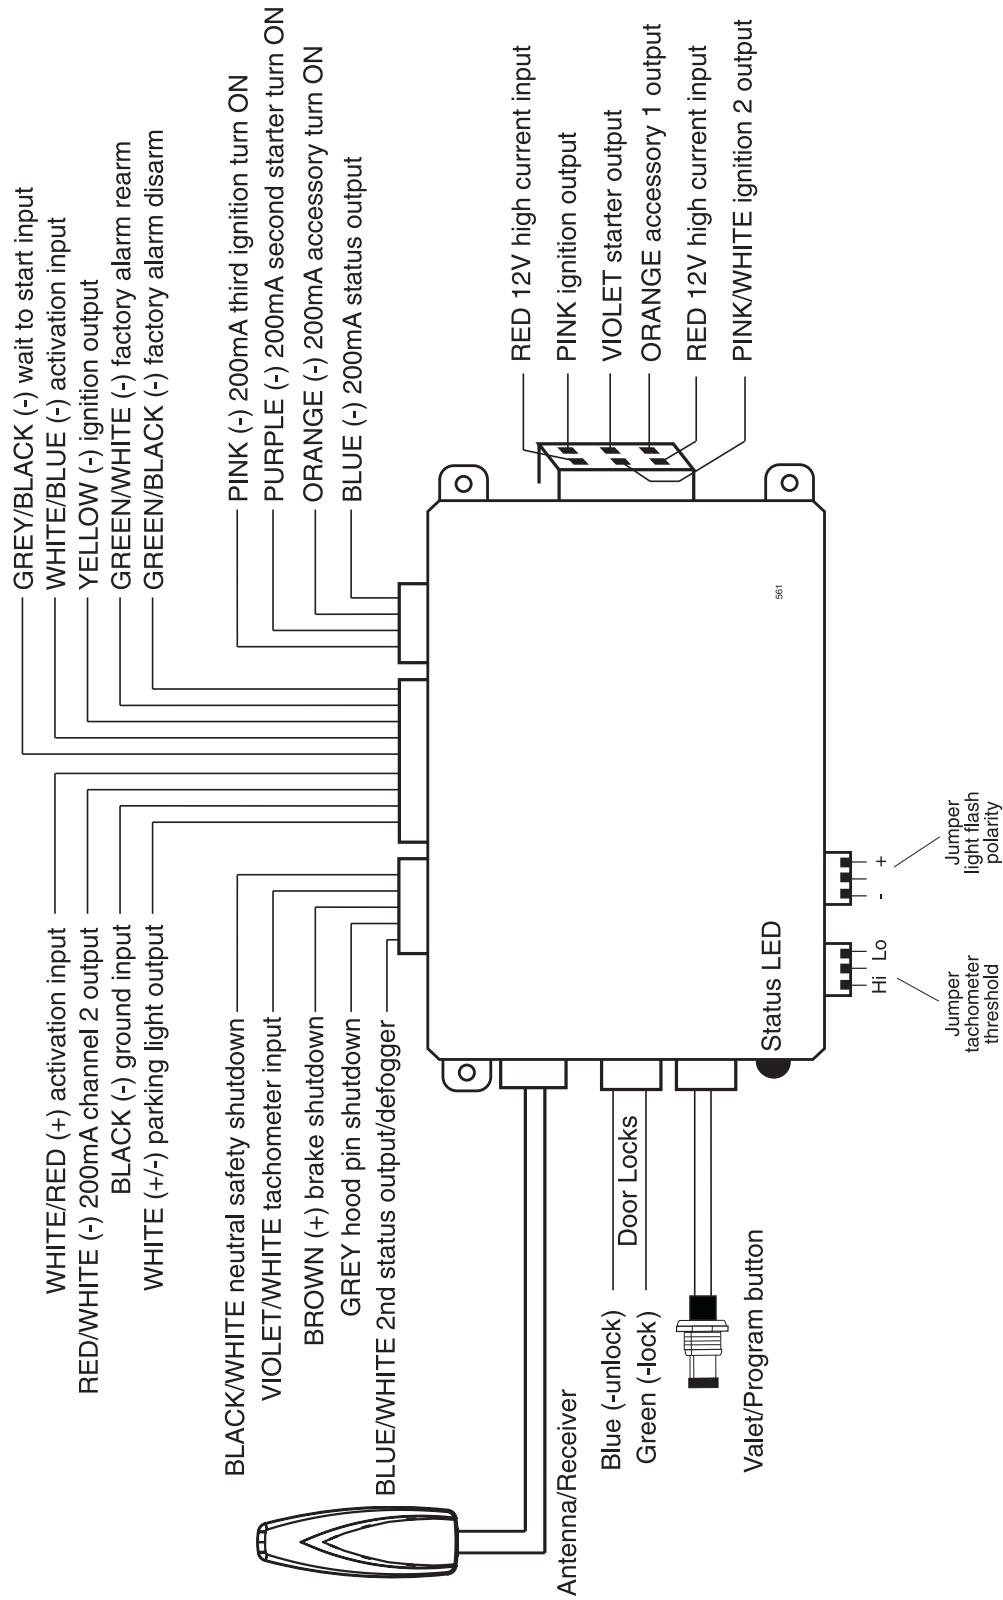 WHITE/RED (+) activation input
RED/WHITE (-) 200mA channel 2 output
BLACK (-) ground input
WHITE (+/-) parking light output
GREY/BLACK (-) wait to start input
WHITE/BLUE (-) activation input
YELLOW (-) ignition output
GREEN/WHITE (-) factory alarm rearm
GREEN/BLACK (-) factory alarm disarm
BLACK/WHITE neutral safety shutdown
VIOLET/WHITE tachometer input
BROWN (+) brake shutdown
GREY hood pin shutdown
BLUE/WHITE 2nd status output/defogger
PINK (-) 200mA third ignition turn ON
PURPLE (-) 200mA second starter turn ON
ORANGE (-) 200mA accessory turn ON
BLUE (-) 200mA status output
Antenna/Receiver
Blue (-unlock)
Door Locks
Green (-lock)
Valet/Program button
Status LED
561
RED 12V high current input
PINK ignition output
VIOLET starter output
ORANGE accessory 1 output
RED 12V high current input
PINK/WHITE ignition 2 output
Hi Lo
Jumper
tachometer
threshold
- +
Jumper
light flash
polarity